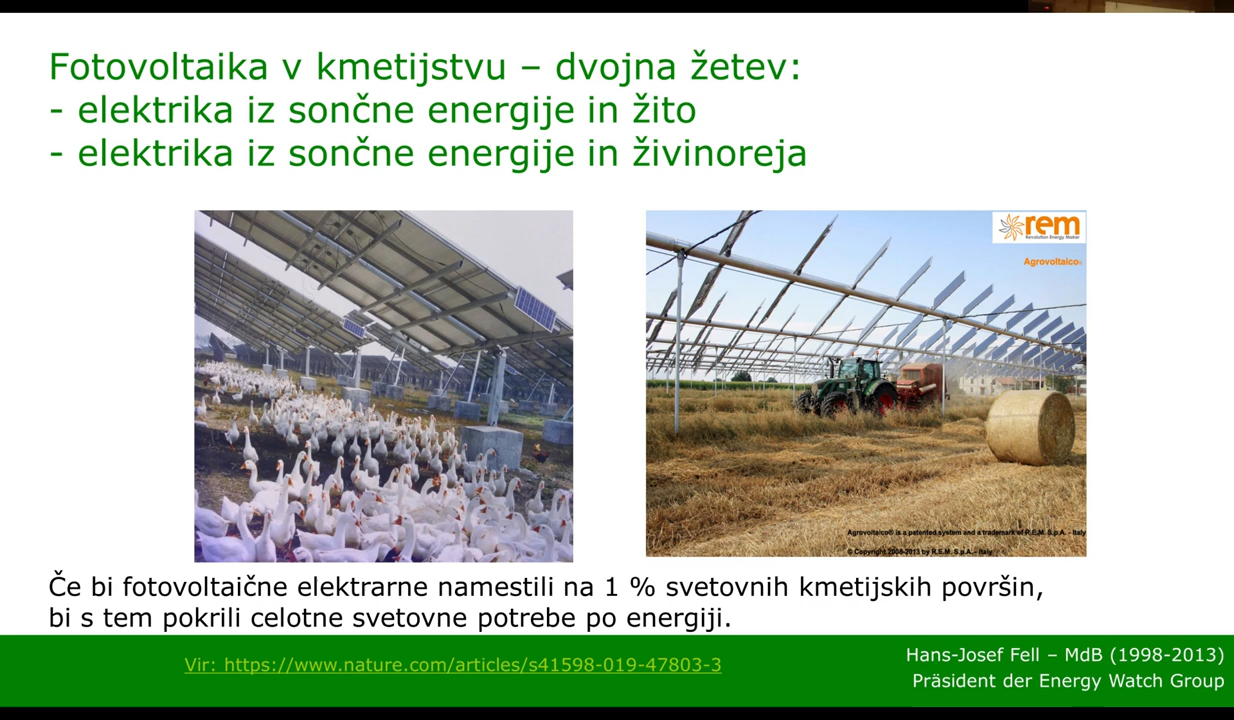 Fotovoltaika v kmetijstvu – dvojna žetev:
- elektrika iz sončne energije in žito
- elektrika iz sončne energije in živinoreja
rem
Revolution Energy Maker
Agrovoltaico®
Agrovoltaico® is a patented system and a trademark of R.E.M. S.p.A. - Italy
© Copyright 2008-2013 by R.E.M. S.p.A. - Italy
Če bi fotovoltaične elektrarne namestili na 1 % svetovnih kmetijskih površin,
bi s tem pokrili celotne svetovne potrebe po energiji.
Vir: https://www.nature.com/articles/s41598-019-47803-3
Hans-Josef Fell – MdB (1998-2013)
Präsident der Energy Watch Group